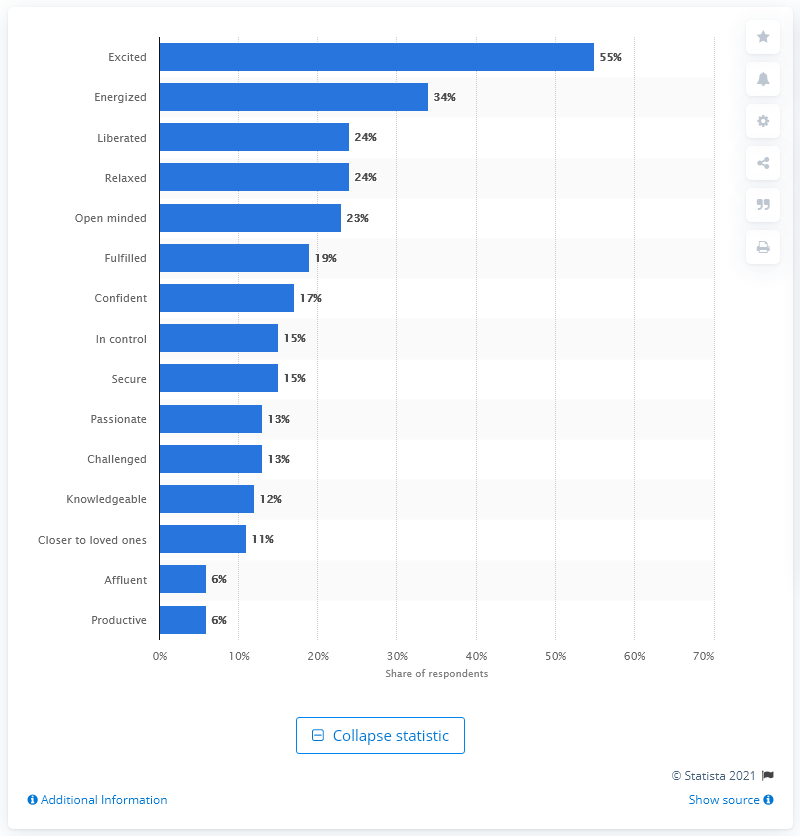 Excited 55%
Energized 34%
Liberated 24%
Relaxed 24%
Open minded 23%
Fulfilled 19%
Confident 17%
In control 15%
Secure 15%
Passionate 13%
Challenged 13%
Knowledgeable 12%
Closer to loved ones 11%
Affluent 6%
Productive 6%
0% 10% 20% 30% 40% 50% 60% 70%
Share of respondents
Collapse statistic
© Statista 2021
Additional Information Show source